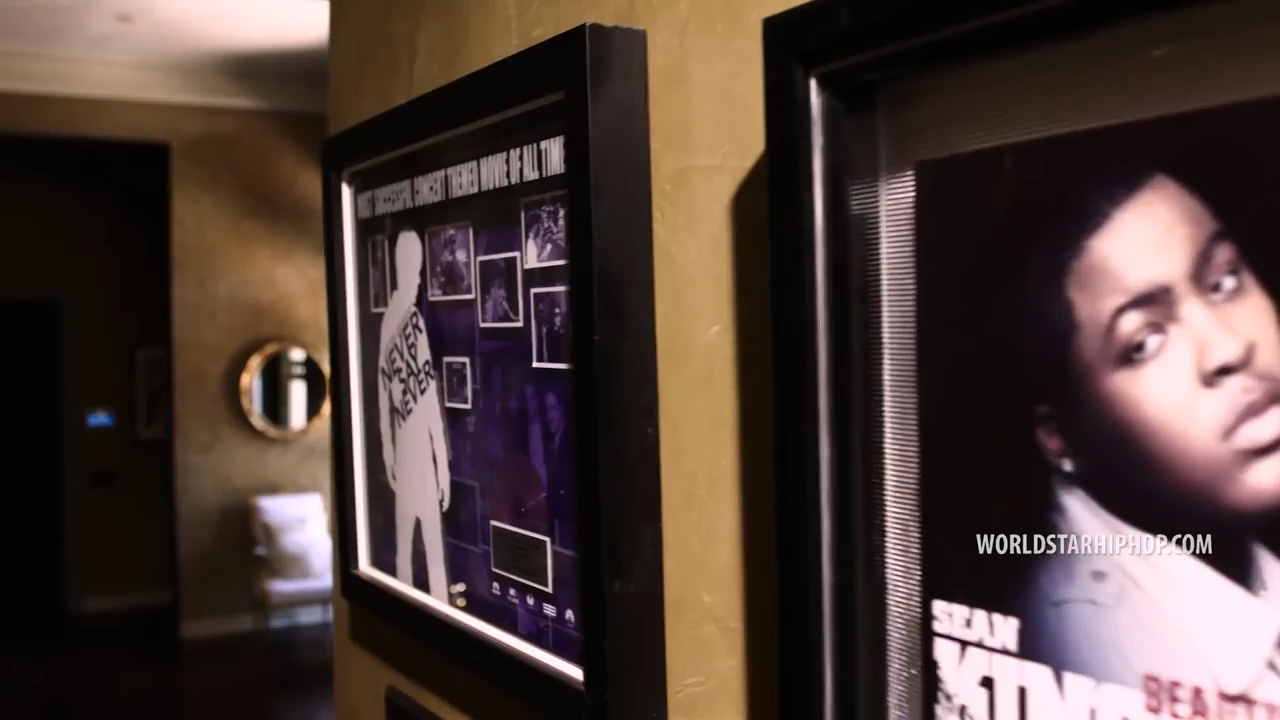 MOST SUCCESSFUL CONCERT THEMED MOVIE OF ALL TIME
NEVER
SAY
NEVER
WORLDSTARHIPHOP.COM
SEAN